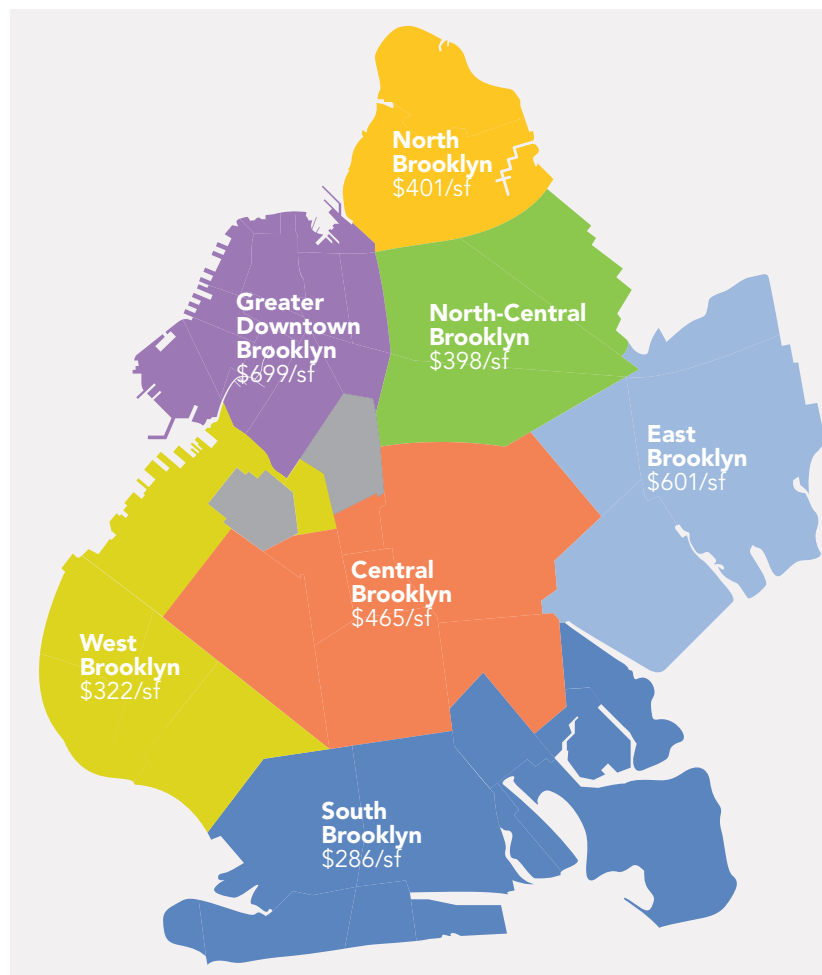 North
Brooklyn
$401/sf
Greater
Downtown
Brooklyn
$699/sf
North-Central
Brooklyn
$398/sf
East
Brooklyn
$601/sf
Central
Brooklyn
$465/sf
West
Brooklyn
$322/sf
South
Brooklyn
$286/sf